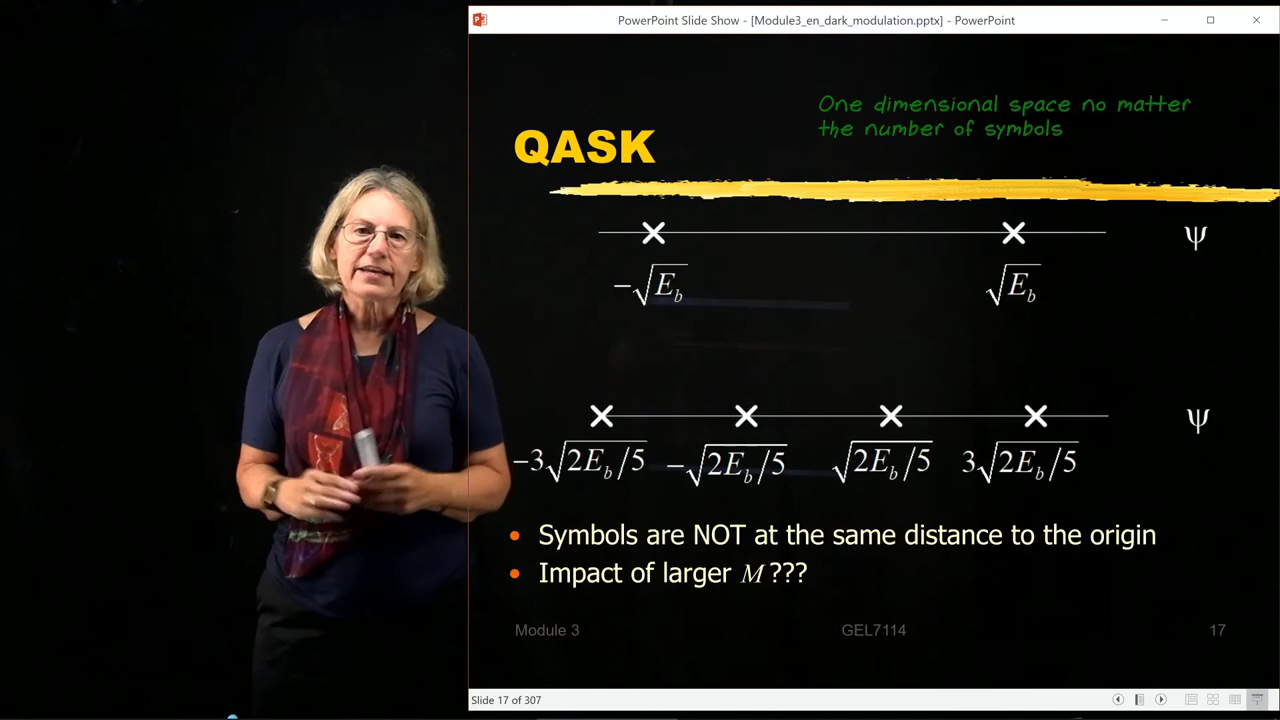 PowerPoint Slide Show - [Module3_en_dark_modulation.pptx] - PowerPoint
One dimensional space no matter
the number of symbols
QASK
ψ
−√E_b √E_b
ψ
−3√2E_b/5 −√2E_b/5 √2E_b/5 3√2E_b/5
• Symbols are NOT at the same distance to the origin
• Impact of larger M ???
Module 3 GEL7114 17
Slide 17 of 307